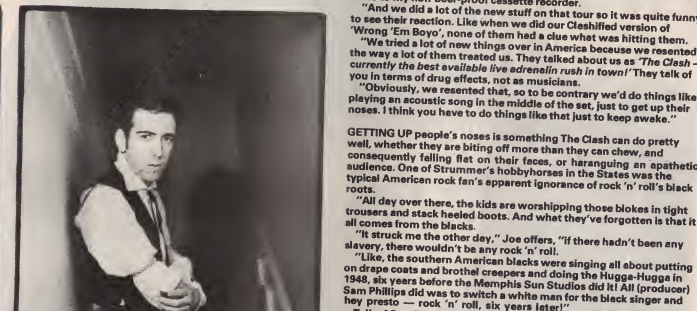 my non beer-proof cassette recorder.
"And we did a lot of the new stuff on that tour so it was quite funny
to see their reaction. Like when we did our Clashified version of
'Wrong 'Em Boyo', none of them had a clue what was hitting them.
"We tried a lot of new things over in America because we resented
the way a lot of them treated us. They talked about us as 'The Clash –
currently the best available live adrenalin rush in town!' They talk of
you in terms of drug effects, not as musicians.
"Obviously, we resented that, so to be contrary we'd do things like
playing an acoustic song in the middle of the set, just to get up their
noses. I think you have to do things like that just to keep awake."
GETTING UP people's noses is something The Clash can do pretty
well, whether they are biting off more than they can chew, and
consequently falling flat on their faces, or haranguing an apathetic
audience. One of Strummer's hobbyhorses in the States was the
typical American rock fan's apparent ignorance of rock 'n' roll's black
roots.
"All day over there, the kids are worshipping those blokes in tight
trousers and stack heeled boots. And what they've forgotten is that it
all comes from the blacks.
"It struck me the other day," Joe offers, "if there hadn't been any
slavery, there wouldn't be any rock 'n' roll.
"Like, the southern American blacks were singing all about putting
on drape coats and brothel creepers and doing the Hugga-Hugga in
1948, six years before the Memphis Sun Studios did it! All (producer)
Sam Phillips did was to switch a white man for the black singer and
hey presto — rock 'n' roll, six years later!"